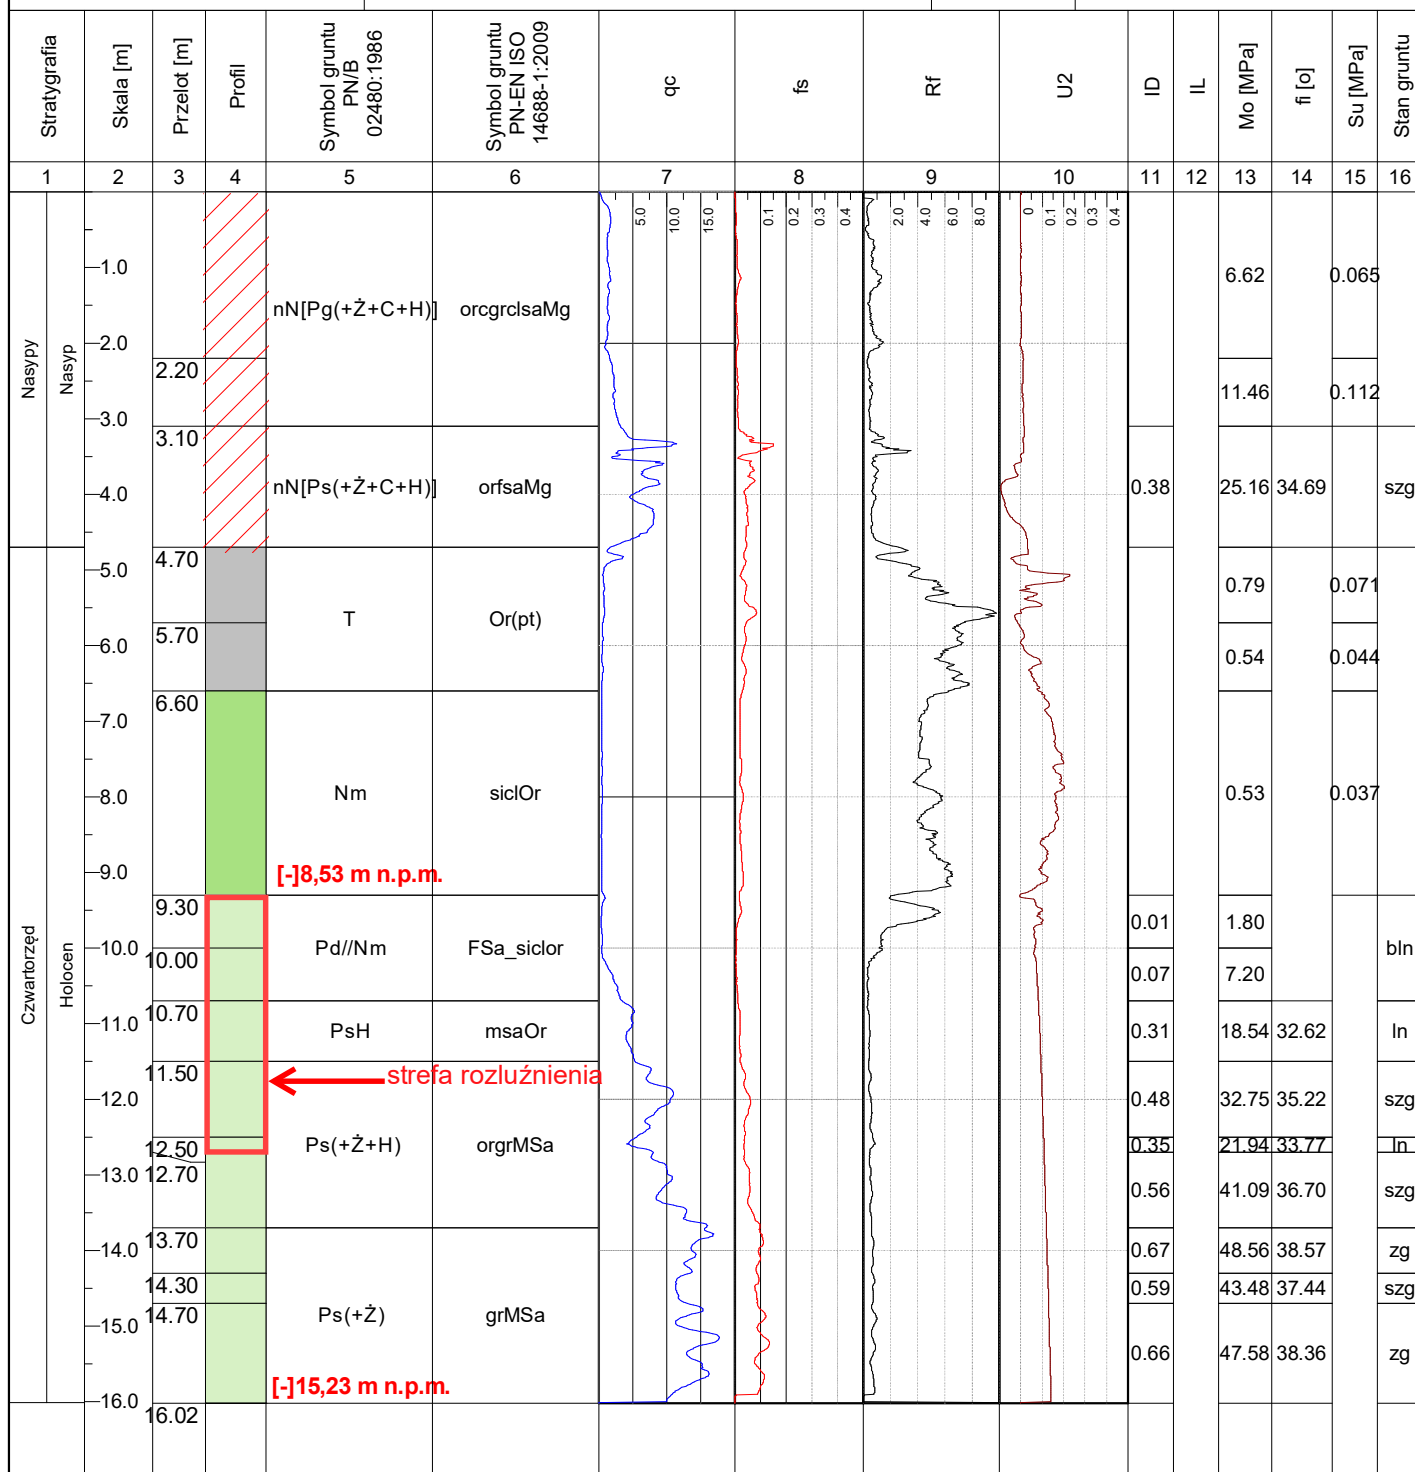 Stratygrafia
Skala [m]
Przelot [m]
Profil
Symbol gruntu
PN/B
02480:1986
Symbol gruntu
PN-EN ISO
14688-1:2009
qc
fs
Rf
U2
ID
IL
Mo [MPa]
fi [o]
Su [MPa]
Stan gruntu
1 2 3 4 5 6 7 8 9 10 11 12 13 14 15 16
5.0 10.0 15.0 0.1 0.2 0.3 0.4 2.0 4.0 6.0 8.0 0 0.1 0.2 0.3 0.4
Nasypy
Nasyp
1.0
6.62 0.065
nN[Pg(+Ż+C+H)] orcgrclsaMg
2.0
2.20
11.46 0.112
3.0
3.10
nN[Ps(+Ż+C+H)] orfsaMg 0.38 25.16 34.69 szg
4.0
4.70
5.0
0.79 0.071
T Or(pt)
5.70
6.0
0.54 0.044
6.60
7.0
Nm siclOr 0.53 0.037
8.0
9.0
[-]8,53 m n.p.m.
Czwartorzęd
Holocen
9.30
0.01 1.80
Pd//Nm FSa_siclor bln
10.0
10.00
0.07 7.20
10.70
11.0
PsH msaOr 0.31 18.54 32.62 ln
11.50
strefa rozluźnienia
12.0
0.48 32.75 35.22 szg
Ps(+Ż+H) orgrMSa
12.50
0.35 21.94 33.77 ln
13.0
12.70
0.56 41.09 36.70 szg
13.70
14.0
0.67 48.56 38.57 zg
14.30
0.59 43.48 37.44 szg
14.70
Ps(+Ż) grMSa
15.0
0.66 47.58 38.36 zg
[-]15,23 m n.p.m.
16.0
16.02